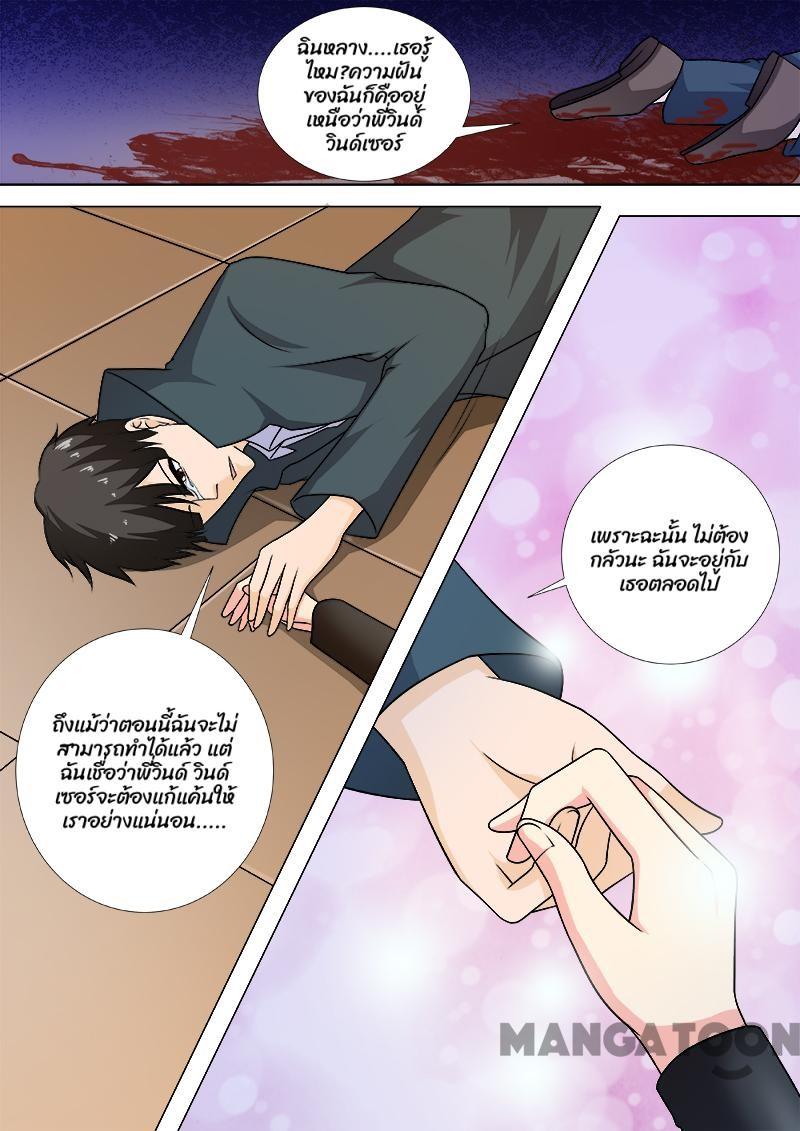 ฉินหลาง....เธอรู้
ไหม?ความฝัน
ของฉันก็คืออยู่
เหนือว่าพี่วินด์
วินด์เซอร์
เพราะฉะนั้น ไม่ต้อง
กลัวนะ ฉันจะอยู่กับ
เธอตลอดไป
ถึงแม้ว่าตอนนี้ฉันจะไม่
สามารถทำได้แล้ว แต่
ฉันเชื่อว่าพี่วินด์ วินด์
เซอร์จะต้องแก้แค้นให้
เราอย่างแน่นอน.....
MANGATOON